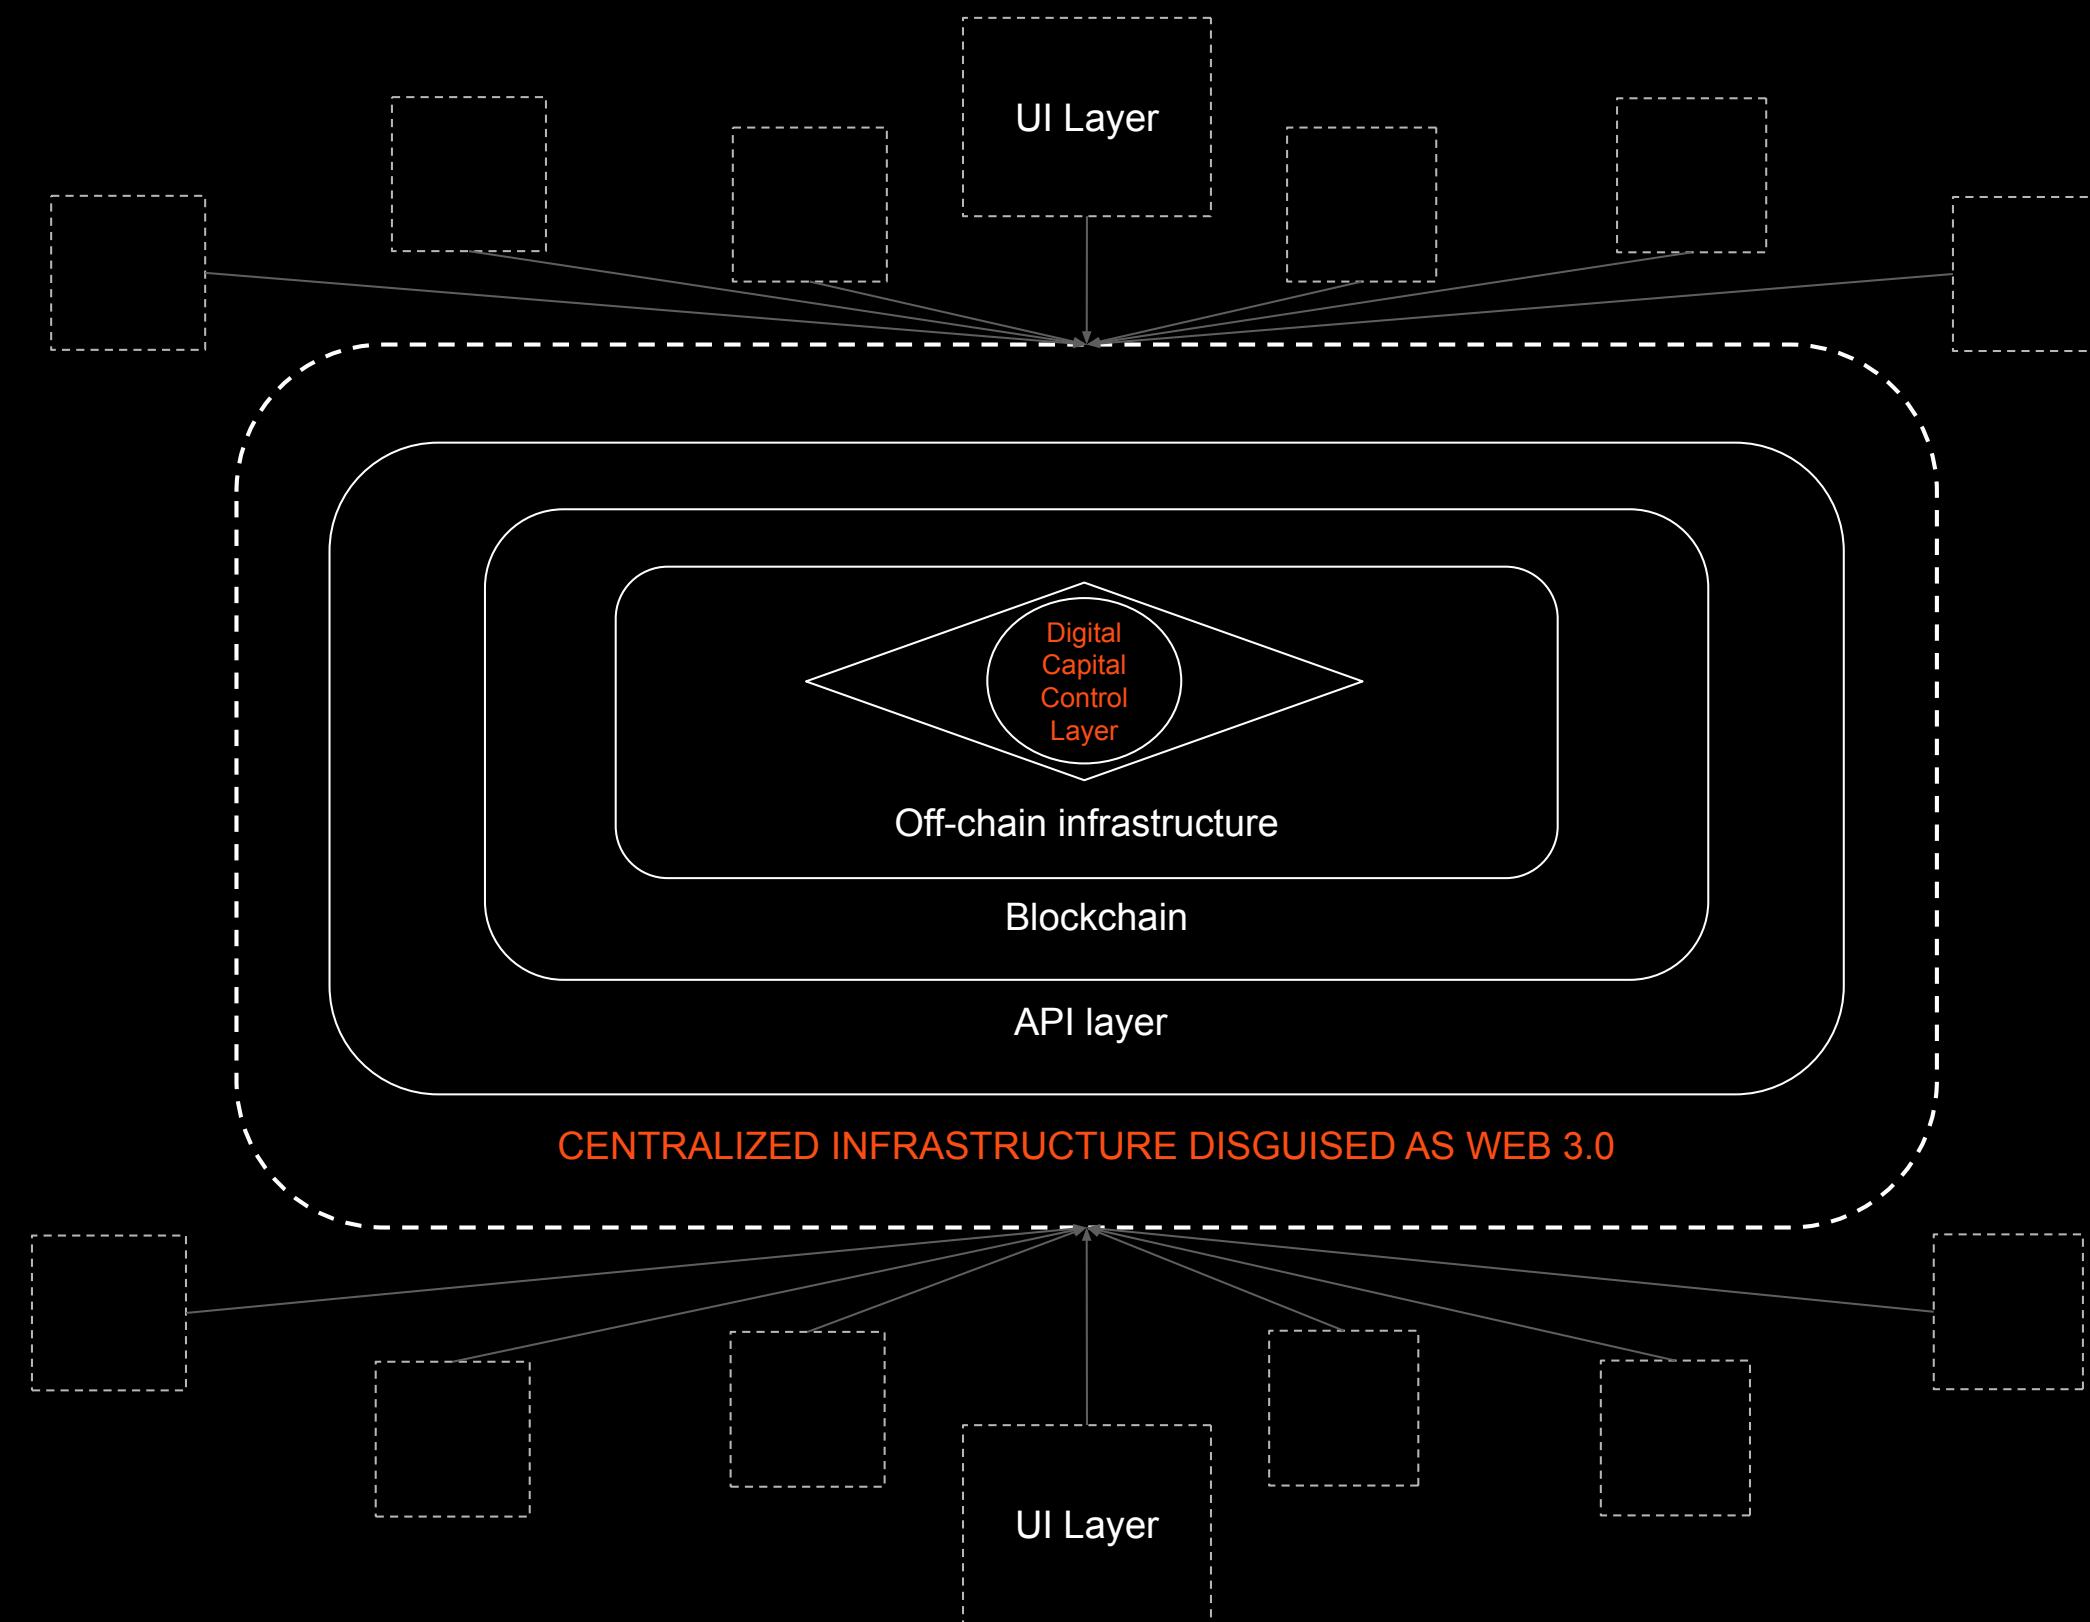 UI Layer
Digital
Capital
Control
Layer
Off-chain infrastructure
Blockchain
API layer
CENTRALIZED INFRASTRUCTURE DISGUISED AS WEB 3.0
UI Layer